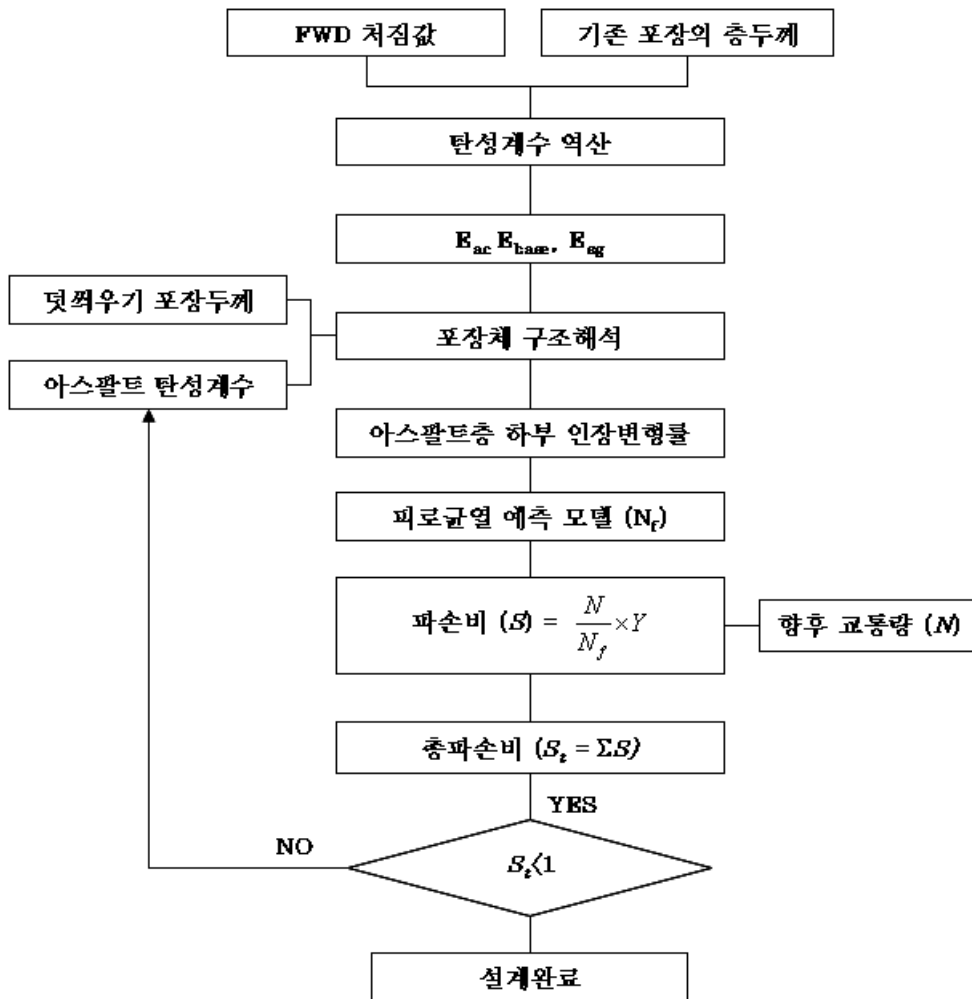 FWD 처짐값
기존 포장의 층두께
탄성계수 역산
E_ac E_base, E_sg
덧씌우기 포장두께
포장체 구조해석
아스팔트 탄성계수
아스팔트층 하부 인장변형률
피로균열 예측 모델 (N_f)
파손비 (S) = N/N_f × Y
향후 교통량 (N)
총파손비 (S_t = ΣS)
YES
NO
S_t<1
설계완료